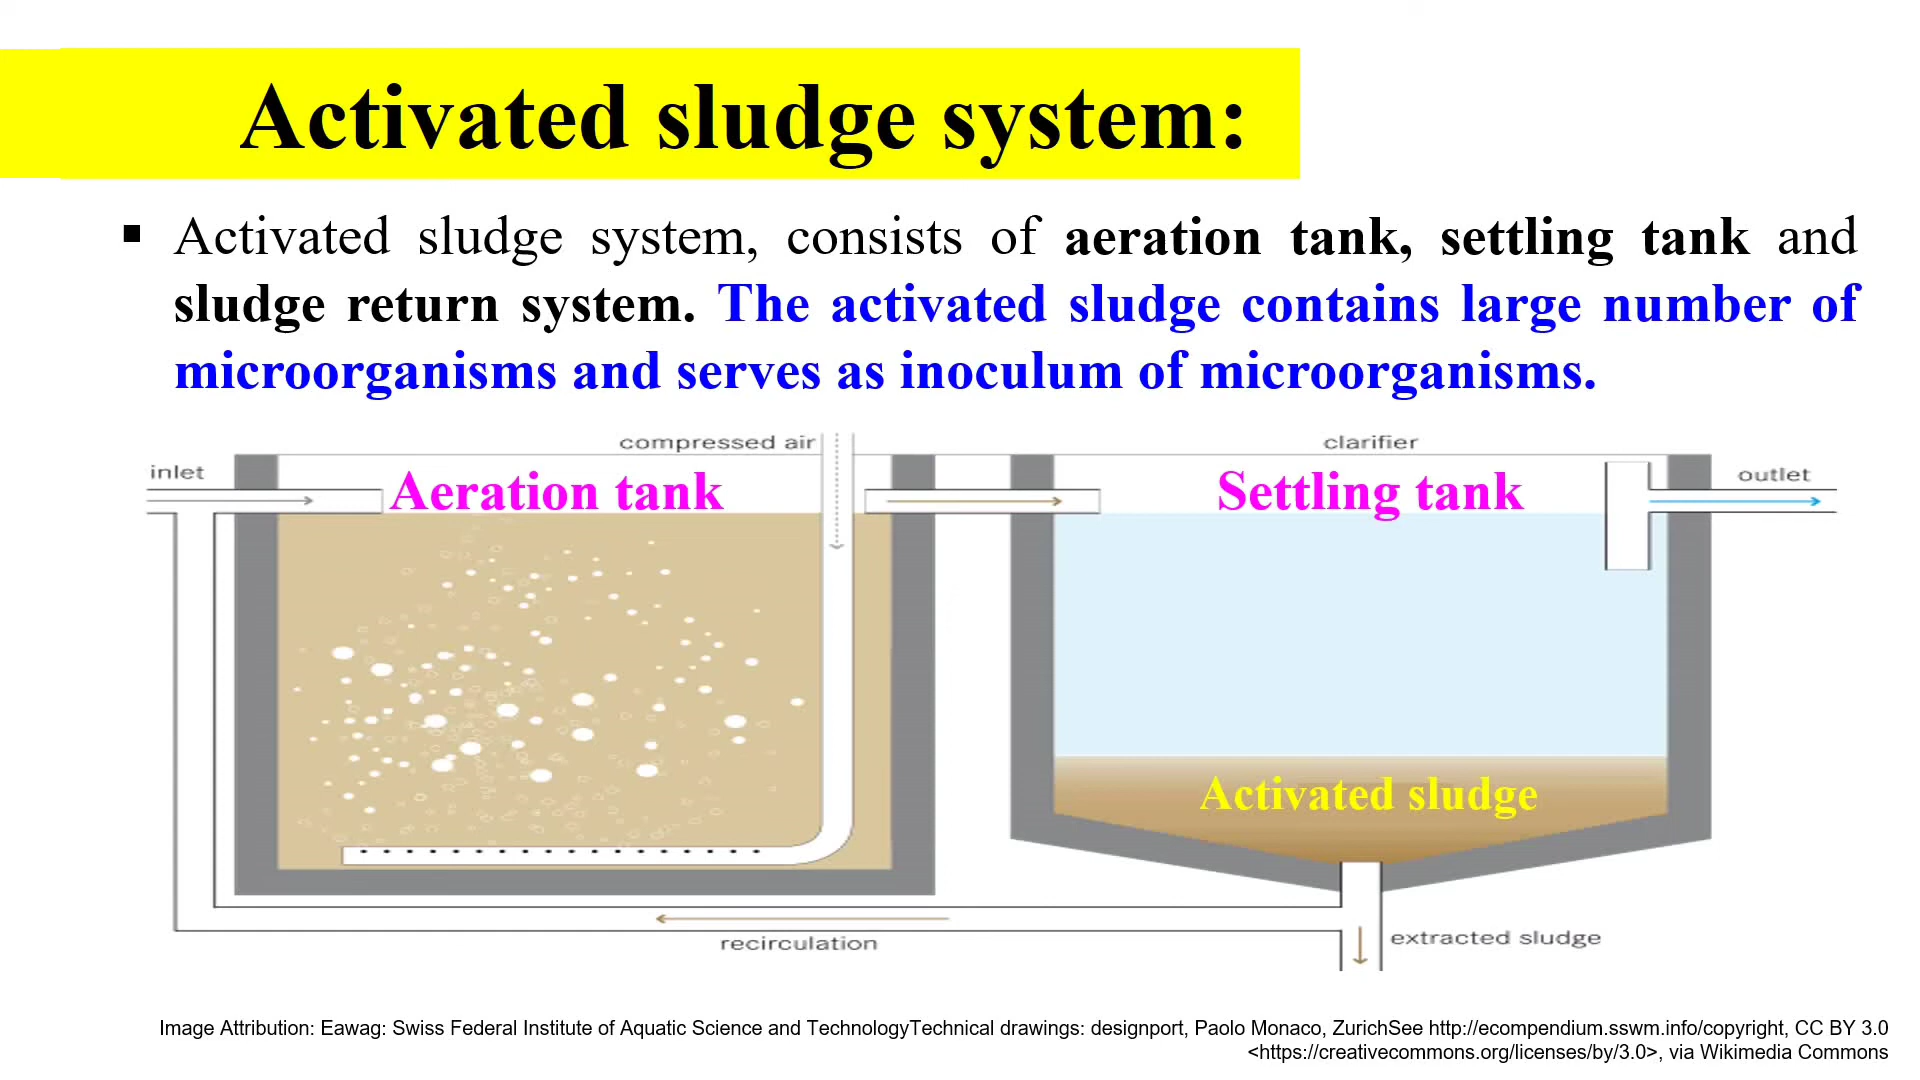 Activated sludge system:
▪ Activated sludge system, consists of aeration tank, settling tank and
sludge return system. The activated sludge contains large number of
microorganisms and serves as inoculum of microorganisms.
compressed air
clarifier
inlet
Aeration tank
Settling tank
outlet
Activated sludge
recirculation
extracted sludge
Image Attribution: Eawag: Swiss Federal Institute of Aquatic Science and TechnologyTechnical drawings: designport, Paolo Monaco, ZurichSee http://ecompendium.sswm.info/copyright, CC BY 3.0
<https://creativecommons.org/licenses/by/3.0>, via Wikimedia Commons